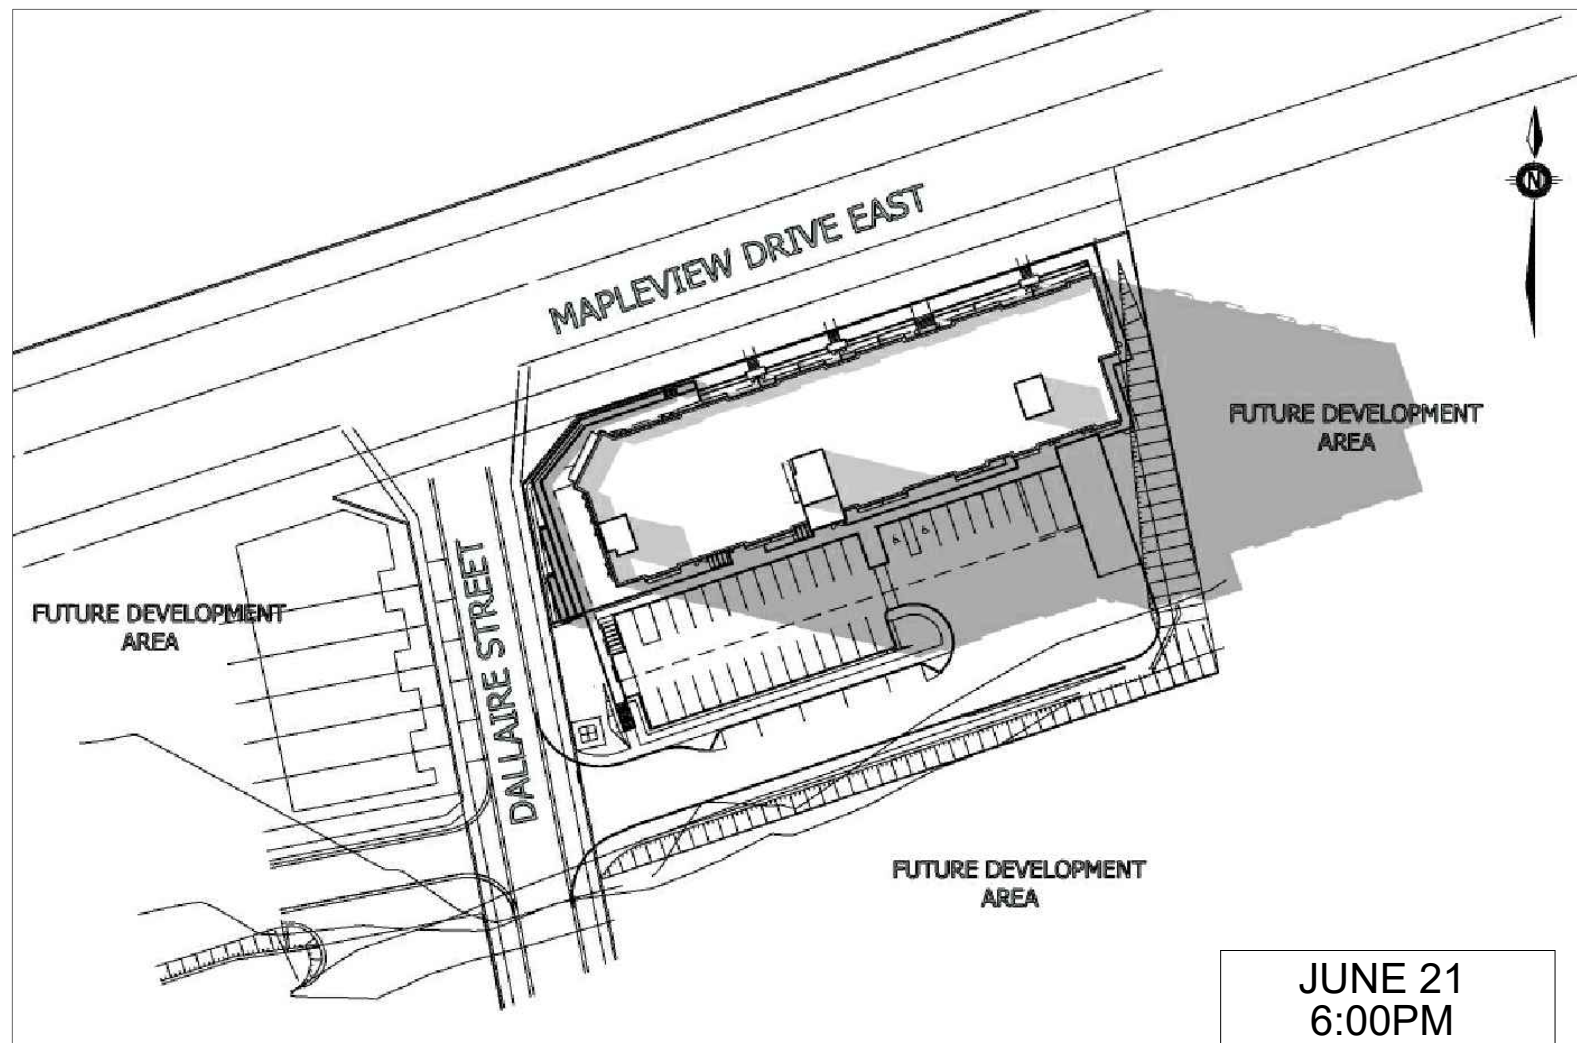 MAPLEVIEW DRIVE EAST
N
FUTURE DEVELOPMENT
AREA
FUTURE DEVELOPMENT
AREA
DALLAIRE STREET
FUTURE DEVELOPMENT
AREA
JUNE 21
6:00PM